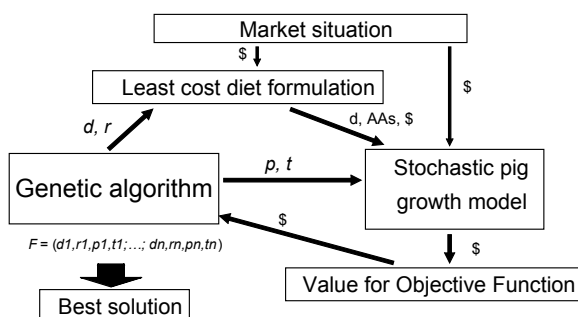 Market situation
$
$
Least cost diet formulation
d, r
d, AAs, $
Genetic algorithm
p, t
Stochastic pig
growth model
$
$
F = (d1,r1,p1,t1;…; dn,rn,pn,tn)
Value for Objective Function
Best solution